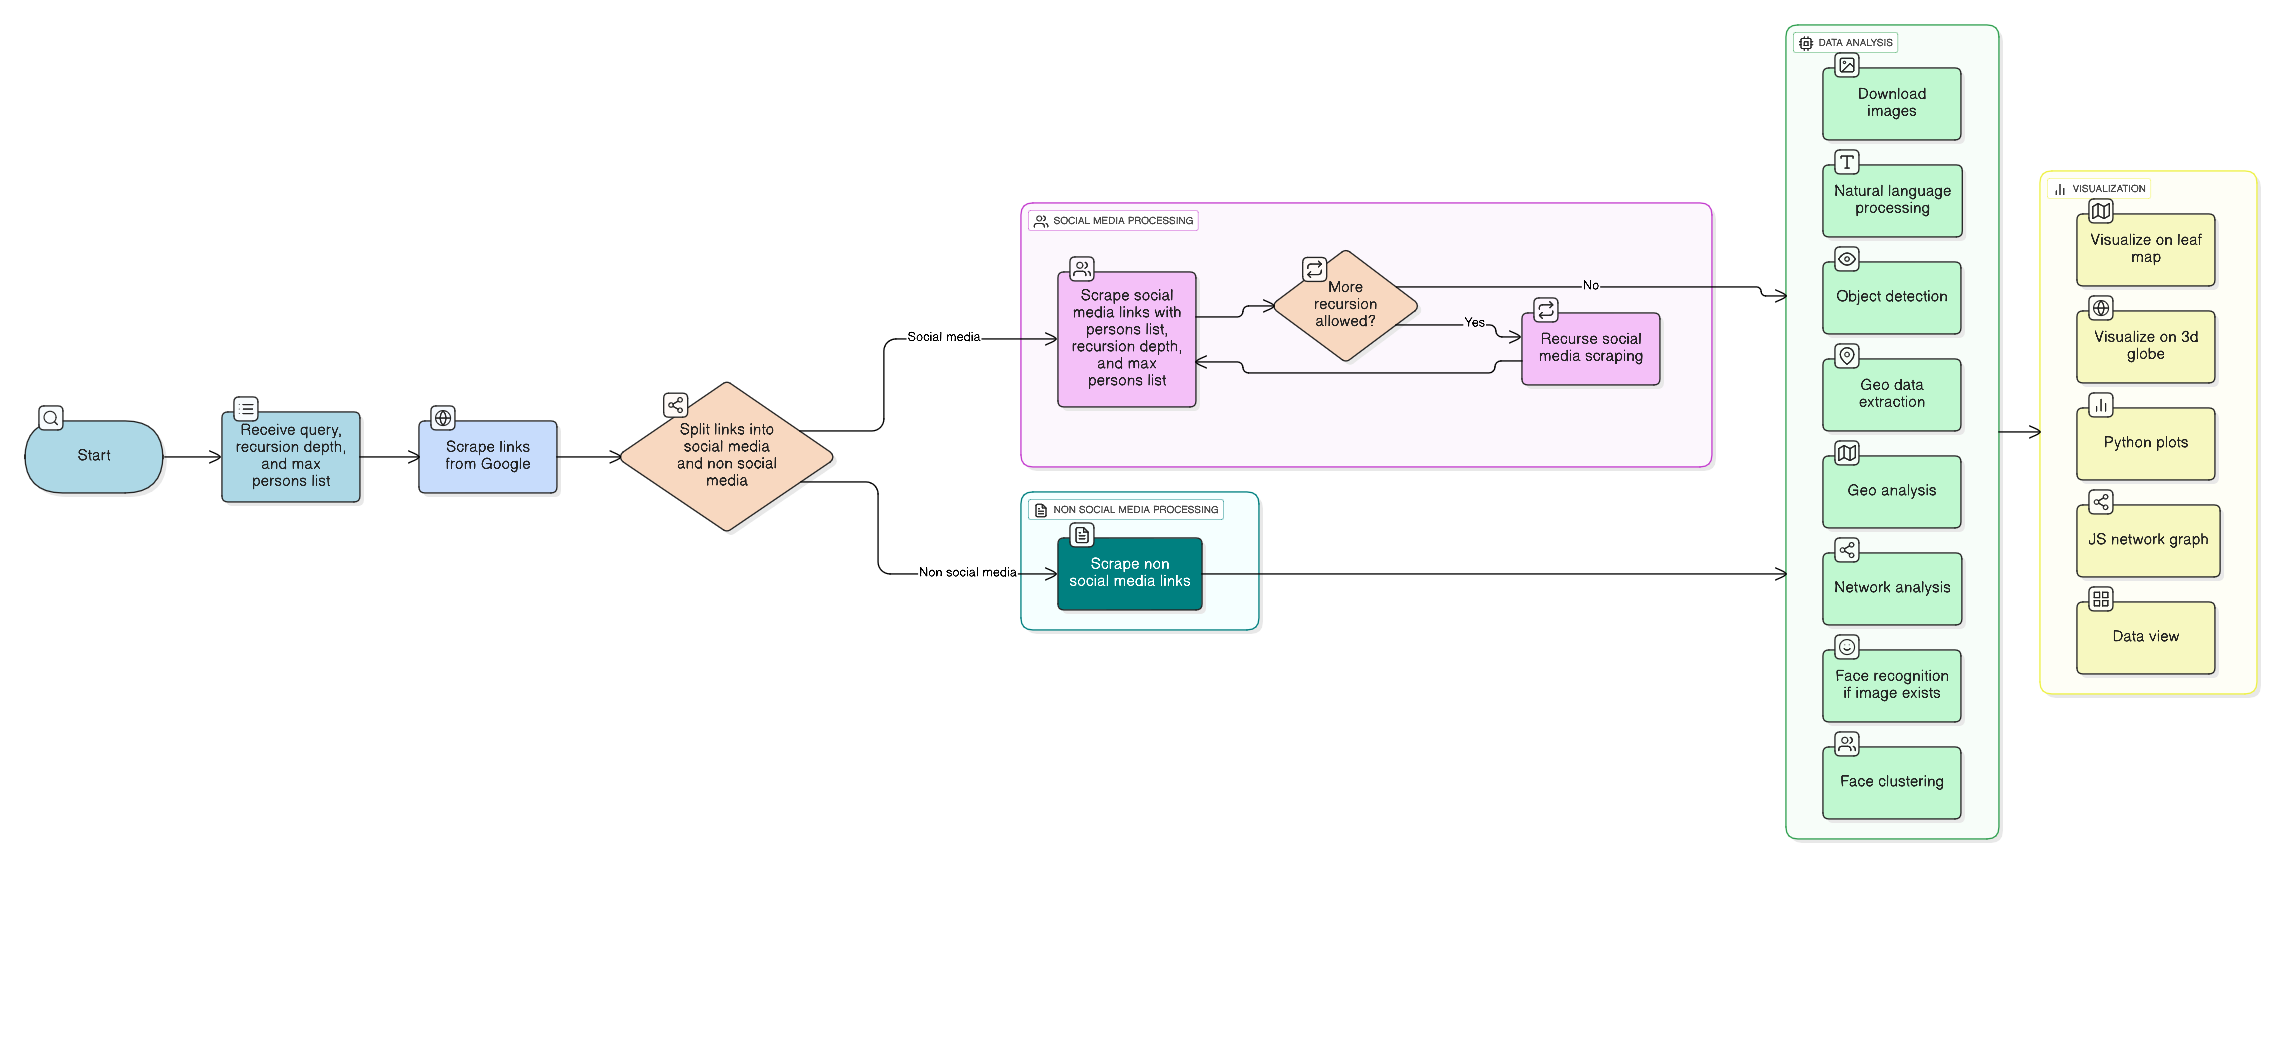 Start
Receive query,
recursion depth,
and max
persons list
Scrape links
from Google
Split links into
social media
and non social
media
Social media
Non social media
SOCIAL MEDIA PROCESSING
Scrape social
media links with
persons list,
recursion depth,
and max
persons list
More
recursion
allowed?
No
Yes
Recurse social
media scraping
NON SOCIAL MEDIA PROCESSING
Scrape non
social media links
DATA ANALYSIS
Download
images
Natural language
processing
Object detection
Geo data
extraction
Geo analysis
Network analysis
Face recognition
if image exists
Face clustering
VISUALIZATION
Visualize on leaf
map
Visualize on 3d
globe
Python plots
JS network graph
Data view